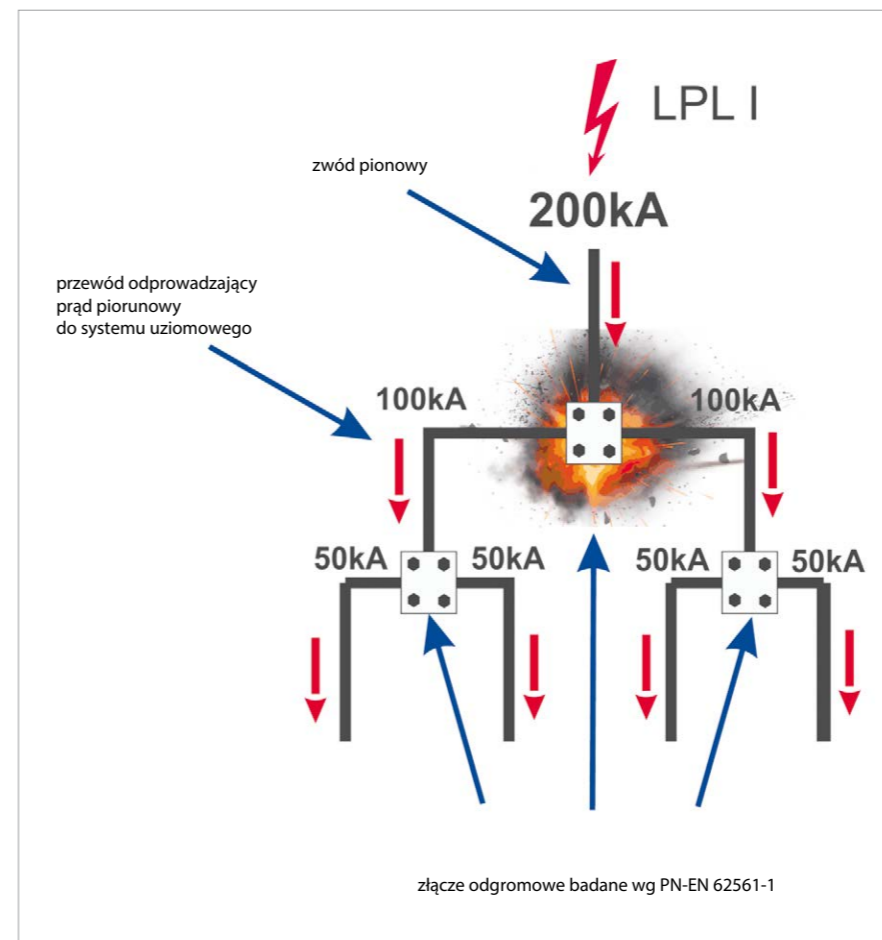 LPL I
zwód pionowy
200kA
przewód odprowadzający
prąd piorunowy
do systemu uziomowego
100kA 100kA
50kA 50kA 50kA 50kA
złącze odgromowe badane wg PN-EN 62561-1